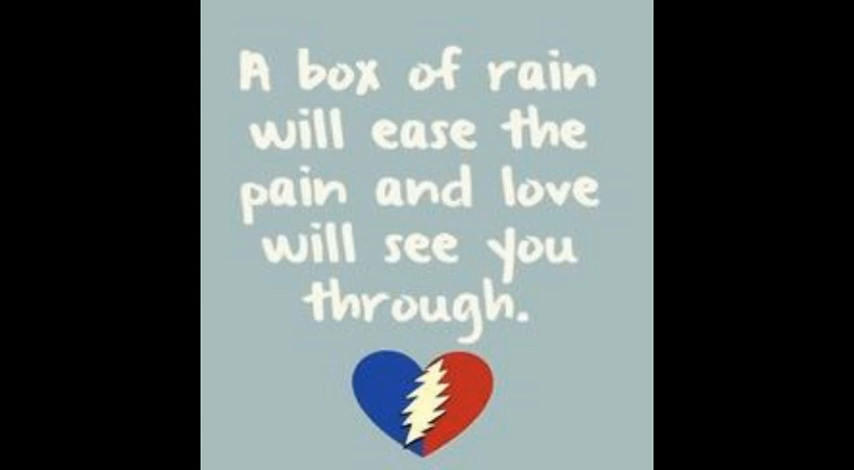 A box of rain
will ease the
pain and love
will see you
through.